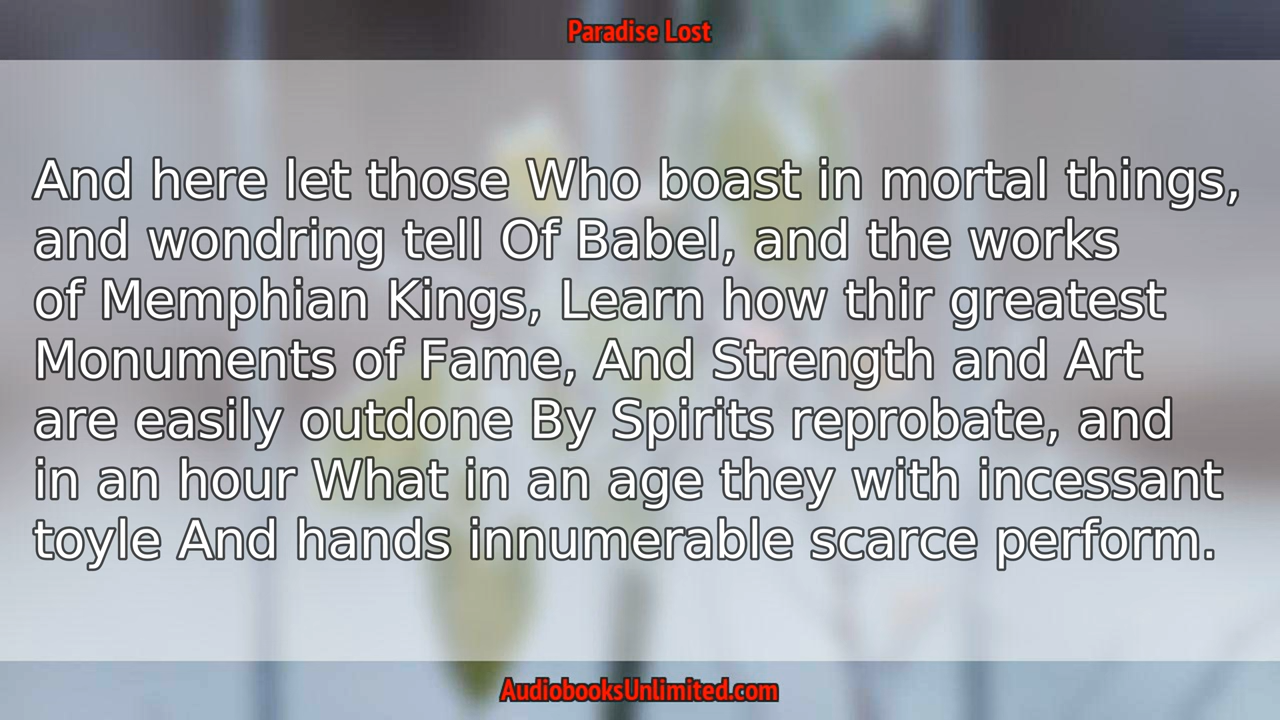 Paradise Lost
And here let those Who boast in mortal things,
and wondring tell Of Babel, and the works
of Memphian Kings, Learn how thir greatest
Monuments of Fame, And Strength and Art
are easily outdone By Spirits reprobate, and
in an hour What in an age they with incessant
toyle And hands innumerable scarce perform.
AudiobooksUnlimited.com